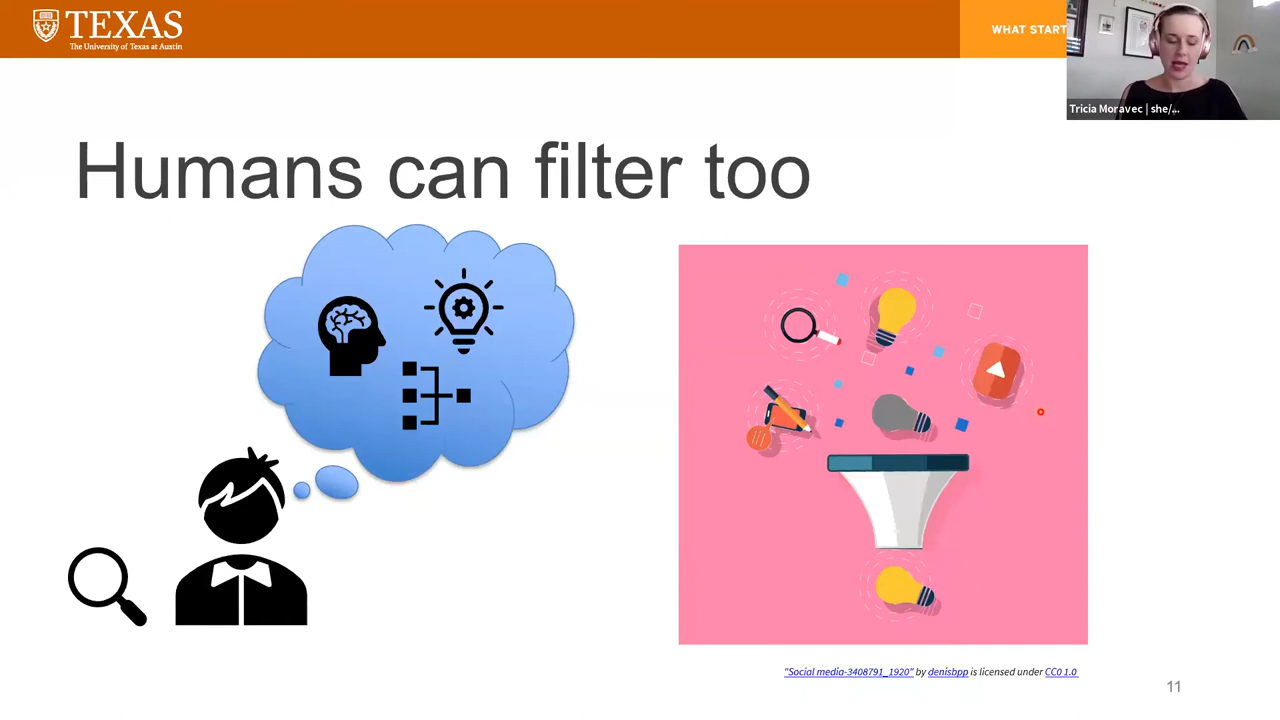 TEXAS
The University of Texas at Austin
WHAT START
Tricia Moravec | she/...
Humans can filter too
"Social media-3408791_1920" by denisbpp is licensed under CC0 1.0
11